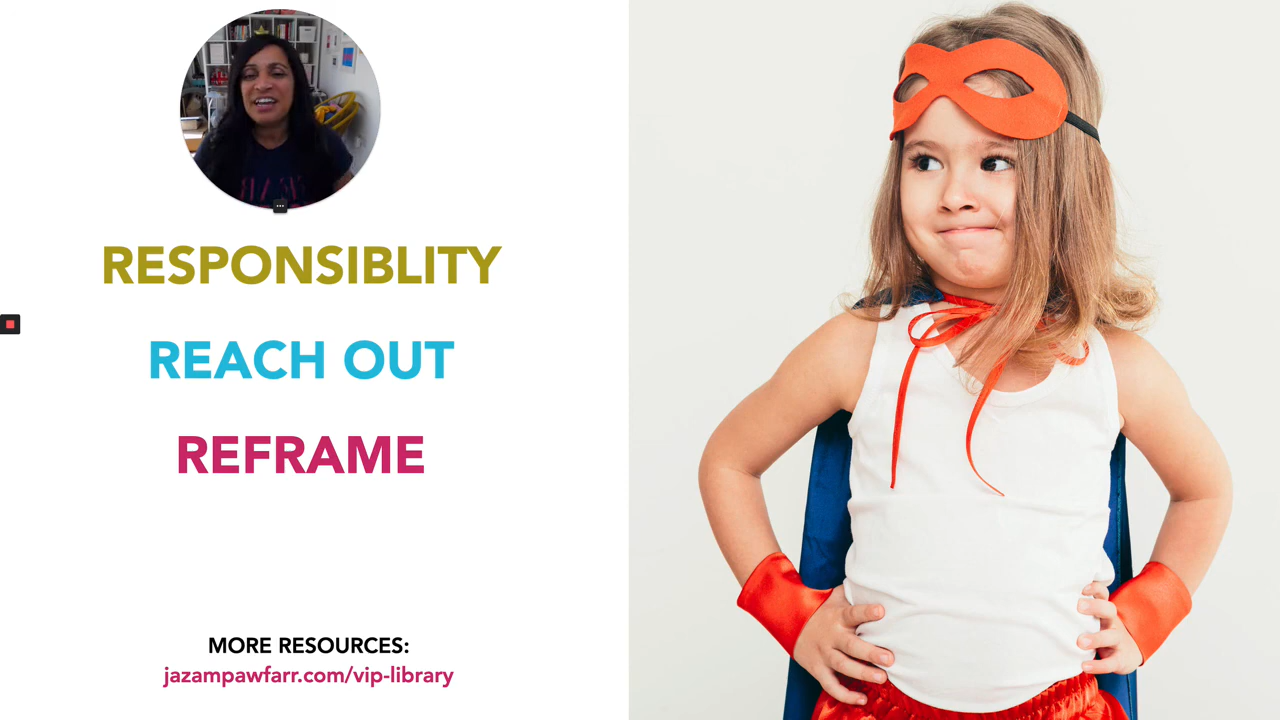 RESPONSIBLITY
REACH OUT
REFRAME
MORE RESOURCES:
jazampawfarr.com/vip-library